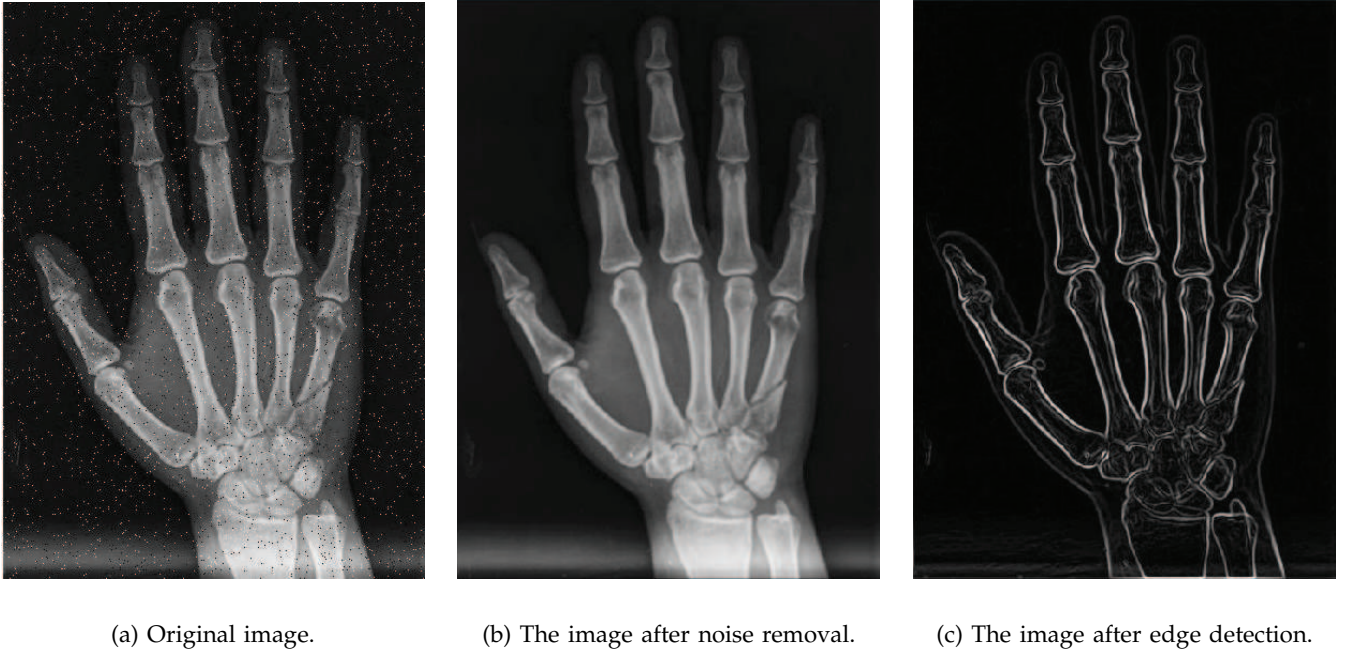 (a) Original image.
(b) The image after noise removal.
(c) The image after edge detection.